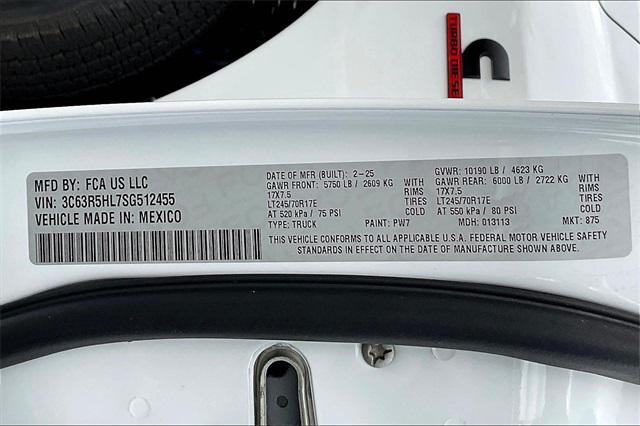 TURBO DIESEL
MFD BY: FCA US LLC
VIN: 3C63R5HL7SG512455
VEHICLE MADE IN: MEXICO
DATE OF MFR (BUILT): 2-25 GVWR: 10190 LB / 4623 KG
GAWR FRONT: 5750 LB / 2609 KG WITH GAWR REAR: 6000 LB / 2722 KG WITH
17X7.5 RIMS 17X7.5 RIMS
LT245/70R17E TIRES LT245/70R17E TIRES
AT 520 kPa / 75 PSI COLD AT 550 kPa / 80 PSI COLD
TYPE: TRUCK PAINT: PW7 MDH: 013113 MKT: 875
THIS VEHICLE CONFORMS TO ALL APPLICABLE U.S.A. FEDERAL MOTOR VEHICLE SAFETY
STANDARDS IN EFFECT ON THE DATE OF MANUFACTURE SHOWN ABOVE.